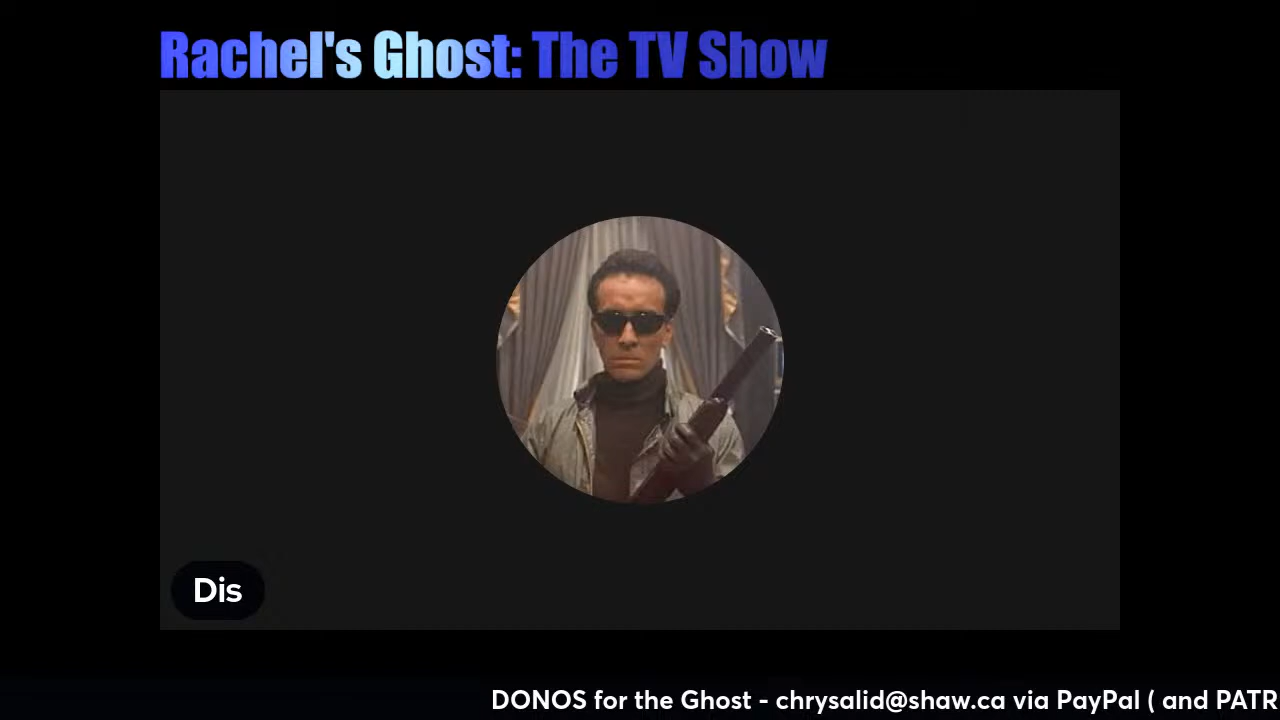 Rachel's Ghost: The TV Show
Dis
DONOS for the Ghost - chrysalid@shaw.ca via PayPal ( and PATR